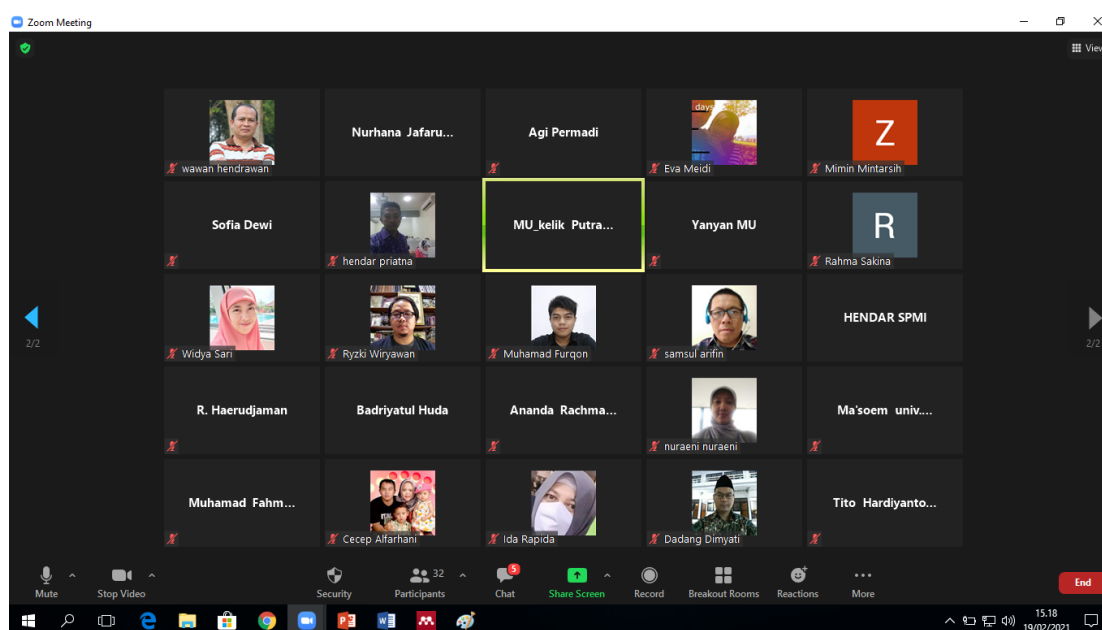 Zoom Meeting
View
days
wawan hendrawan
Nurhana Jafaru...
Agi Permadi
Eva Meidi
Z
Mimin Mintarsih
Sofia Dewi
hendar priatna
MU_kelik Putra...
Yanyan MU
R
Rahma Sakina
2/2
Widya Sari
Ryzki Wiryawan
Muhamad Furqon
samsul arifin
HENDAR SPMI
2/2
R. Haerudjaman
Badriyatul Huda
Ananda Rachma...
nuraeni nuraeni
Ma'soem univ....
Muhamad Fahm...
Cecep Alfarhani
Ida Rapida
Dadang Dimyati
Tito Hardiyanto...
32
5
Mute
Stop Video
Security
Participants
Chat
Share Screen
Record
Breakout Rooms
Reactions
More
End
15.18
19/02/2021